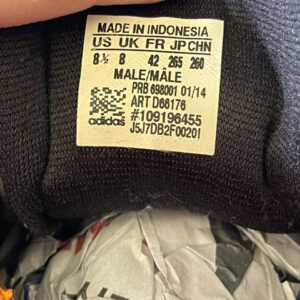 MADE IN INDONESIA
US UK FR JP CHN
8½ 8 42 265 260
MALE/MÂLE
PRB 698001 01/14
ART D66176
#109196455
adidas J5J7DB2F00201